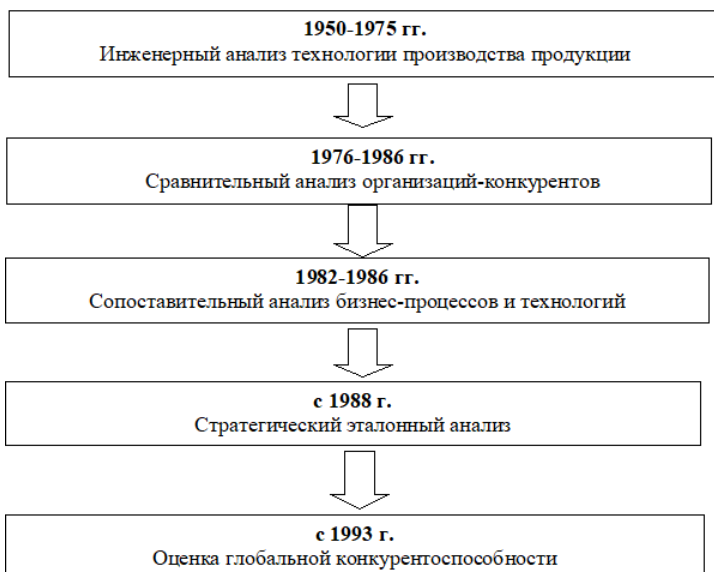 1950-1975 гг.
Инженерный анализ технологии производства продукции
1976-1986 гг.
Сравнительный анализ организаций-конкурентов
1982-1986 гг.
Сопоставительный анализ бизнес-процессов и технологий
с 1988 г.
Стратегический эталонный анализ
с 1993 г.
Оценка глобальной конкурентоспособности